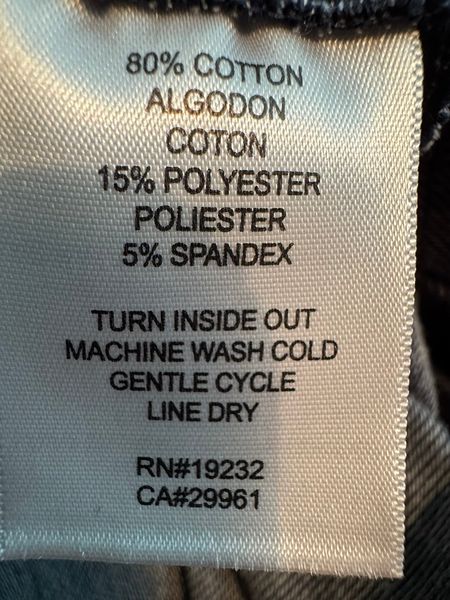 80% COTTON
ALGODON
COTON
15% POLYESTER
POLIESTER
5% SPANDEX
TURN INSIDE OUT
MACHINE WASH COLD
GENTLE CYCLE
LINE DRY
RN#19232
CA#29961